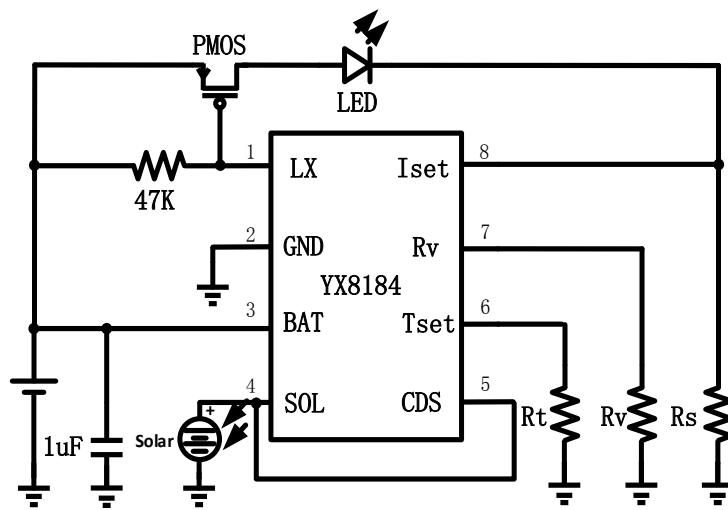 PMOS
LED
1 LX Iset 8
47K
2 GND Rv 7
YX8184
3 BAT Tset 6
4 SOL CDS 5
+
1uF Solar Rt Rv Rs